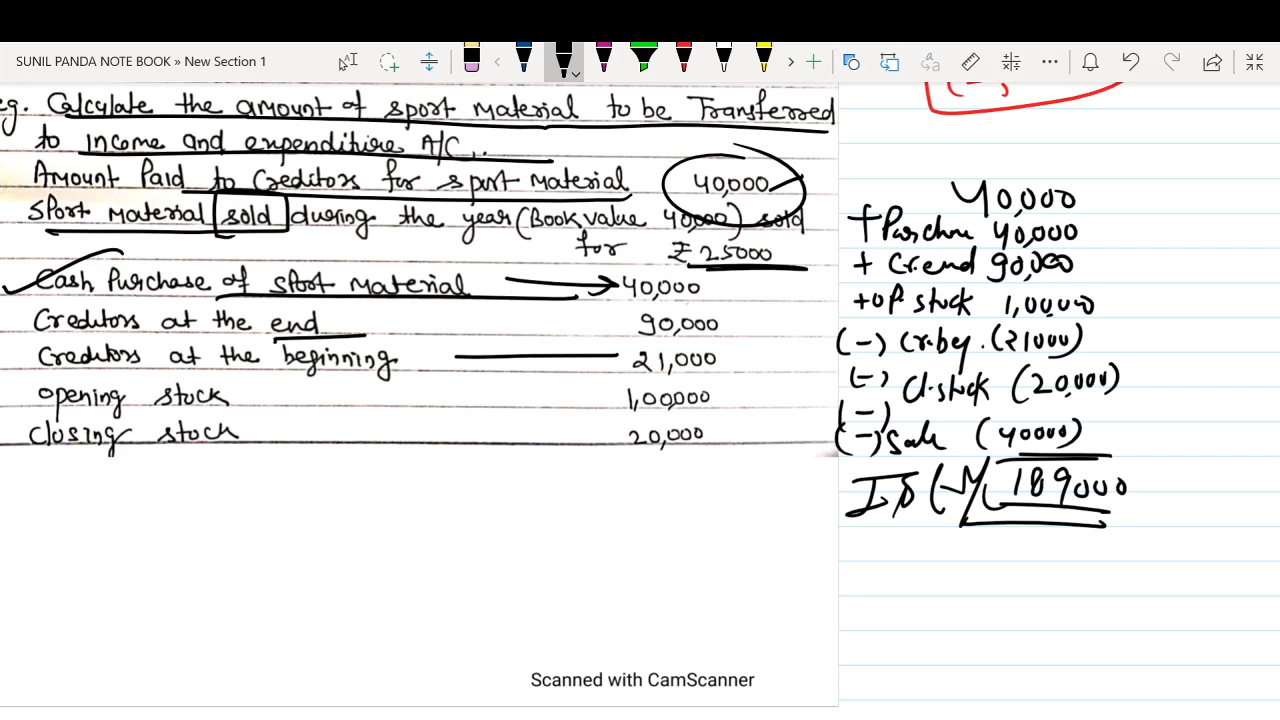 SUNIL PANDA NOTE BOOK » New Section 1
eg. Calculate the amount of sport material to be Transferred
to Income and expenditure A/C.
Amount Paid to Creditors for sport material 40,000
Sport material sold during the year (Book value 40,000) sold
for ₹ 25000
Cash Purchase of sport material → 40,000
Creditors at the end 90,000
Creditors at the beginning 21,000
opening stock 1,00,000
closing stock 20,000
Scanned with CamScanner
40,000
+ Purchase 40,000
+ Cr. end 90,000
+ op stock 1,00,000
(-) Cr. beg. (21000)
(-) Cl. stock (20,000)
(-)
(-) Sale (40000)
189000